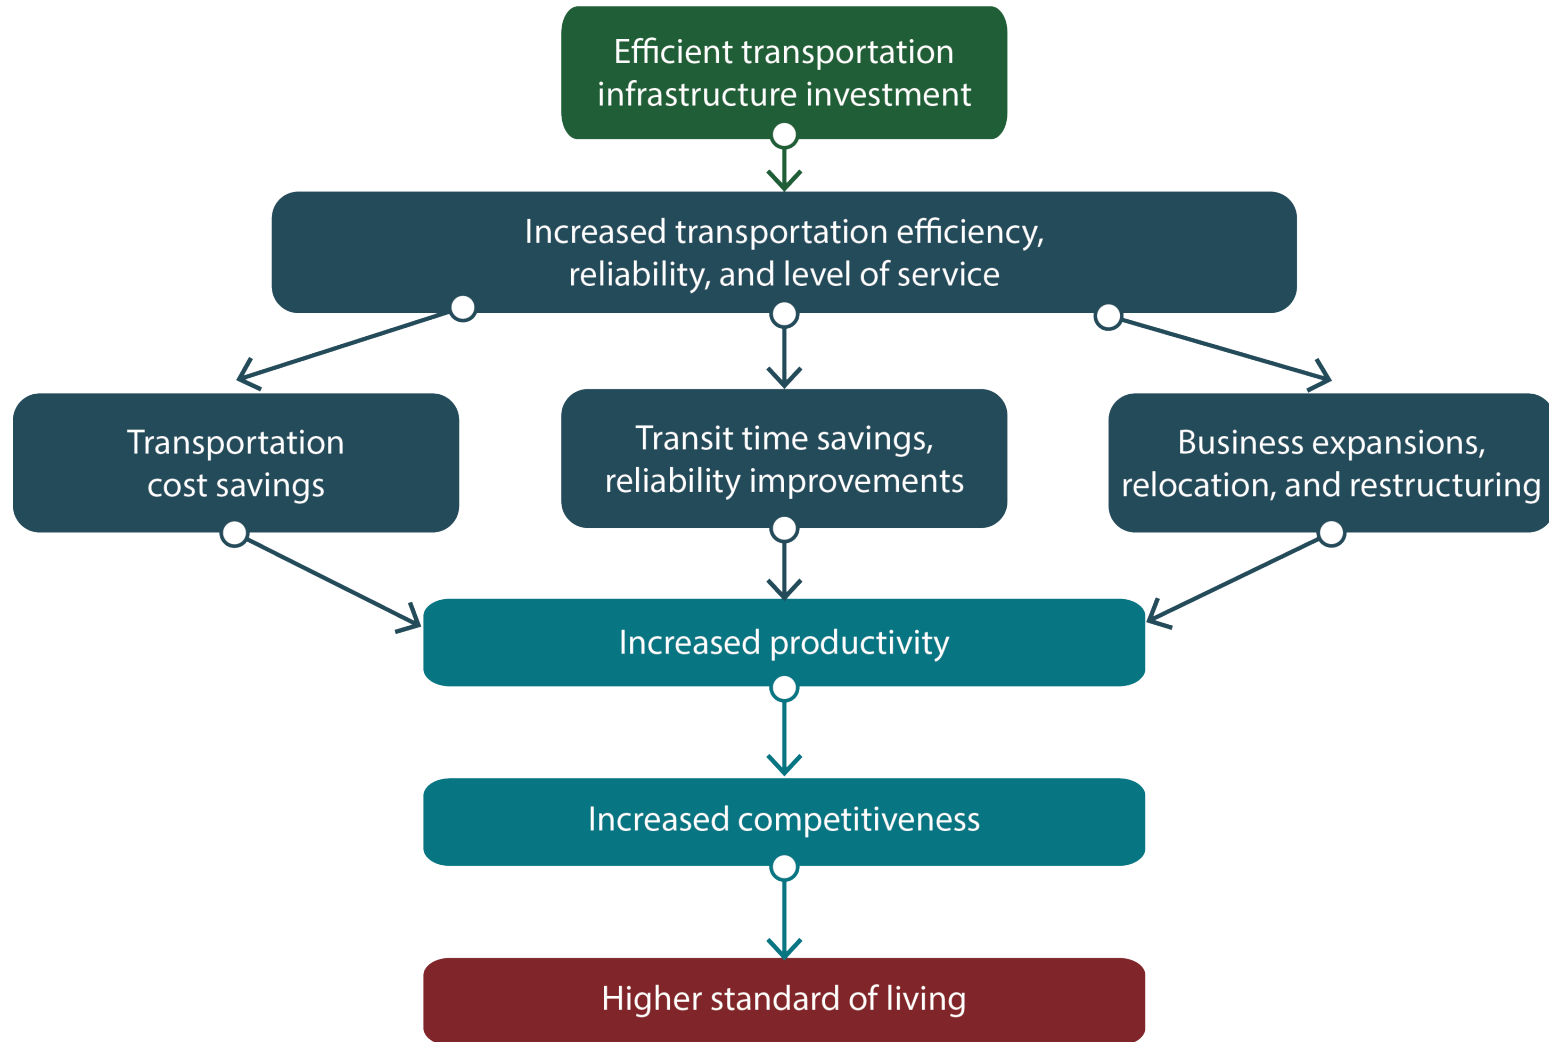 Efficient transportation
infrastructure investment
Increased transportation efficiency,
reliability, and level of service
Transportation
cost savings
Transit time savings,
reliability improvements
Business expansions,
relocation, and restructuring
Increased productivity
Increased competitiveness
Higher standard of living